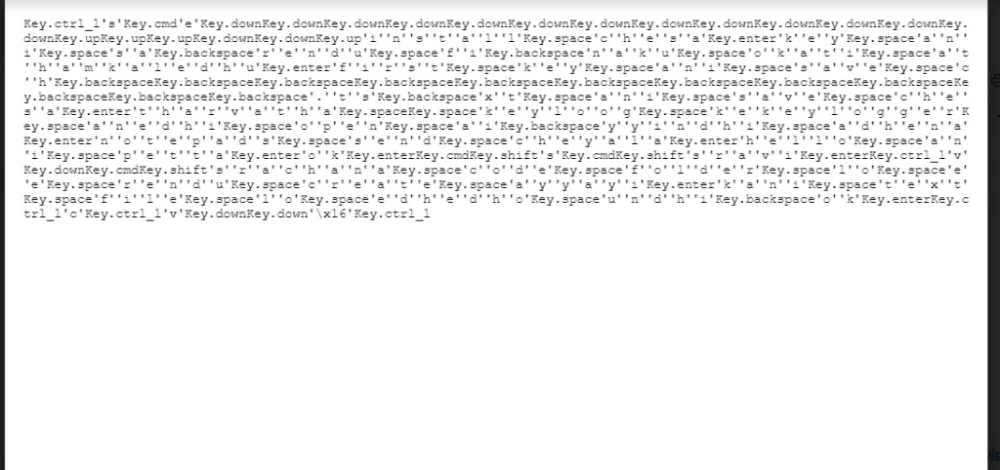 Key.ctrl_l's'Key.cmd'e'Key.downKey.downKey.downKey.downKey.downKey.downKey.downKey.downKey.downKey.downKey.downKey.downKey.
downKey.upKey.upKey.upKey.downKey.downKey.up'i''n''s''t''a''l''l'Key.space'c''h''e''s''a'Key.enter'k''e''y'Key.space'a''n''
i'Key.space's''a'Key.backspace'r''e''n''d''u'Key.space'f''i'Key.backspace'n''a''k''u'Key.space'o''k''a''t''i'Key.space'a''t
''h''a''m''k''a''l''e''d''h''u'Key.enter'f''i''r''s''t'Key.space'k''e''y'Key.space'a''n''i'Key.space's''a''v''e'Key.space'c
''h'Key.backspaceKey.backspaceKey.backspaceKey.backspaceKey.backspaceKey.backspaceKey.backspaceKey.backspaceKey.backspaceKe
y.backspaceKey.backspaceKey.backspace'.''t''s'Key.backspace'x''t'Key.space'a''n''i'Key.space's''a''v''e'Key.space'c''h''e''
s''a'Key.enter't''h''a''r''v''a''t''h''a'Key.spaceKey.space'k''e''y''l''o''o''g'Key.space'k''e''k''e''y''l''o''g''g''e''r'K
ey.space'a''n''e''d''h''i'Key.space'o''p''e''n'Key.space'a''i'Key.backspace'y''y''i''n''d''h''i'Key.space'a''d''h''e''n''a'
Key.enter'n''o''t''e''p''a''d''s'Key.space's''e''n''d'Key.space'c''h''e''y''a''l''a'Key.enter'h''e''l''l''o'Key.space'a''n'
'i'Key.space'p''e''t''t''a'Key.enter'o''k'Key.enterKey.cmdKey.shift's'Key.cmdKey.shift's''r''a''v''i'Key.enterKey.ctrl_l'v'
Key.downKey.cmdKey.shift's''r''a''c''h''a''n''a'Key.space'c''o''d''e'Key.space'f''o''l''d''e''r'Key.space'l''o'Key.space'e'
'e'Key.space'r''e''n''d''u'Key.space'c''r''e''a''t''e'Key.space'a''y''y''a''y''i'Key.enter'k''a''n''i'Key.space't''e''x''t'
Key.space'f''i''l''e'Key.space'l''o'Key.space'e''d''h''e''d''h''o'Key.space'u''n''d''h''i'Key.backspace'o''k'Key.enterKey.c
trl_l'c'Key.ctrl_l'v'Key.downKey.down'\x16'Key.ctrl_l